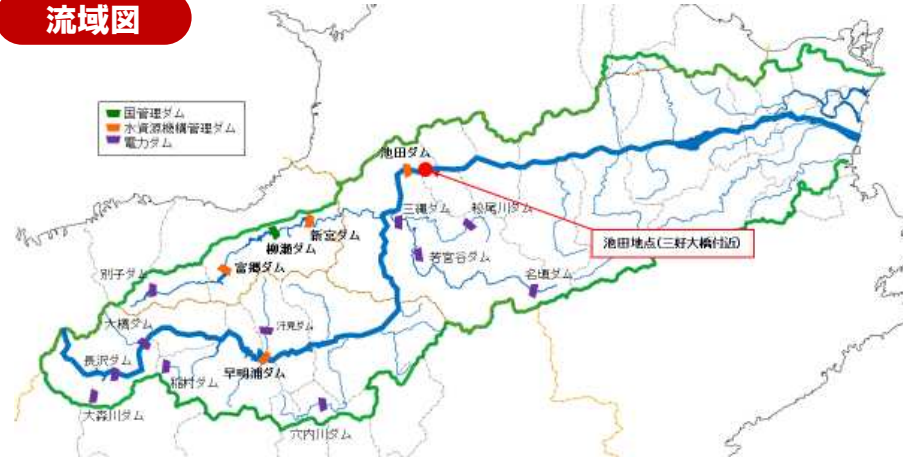 流域図
国管理ダム
水資源機構管理ダム
電力ダム
池田ダム
三縄ダム
松尾川ダム
新宮ダム
柳瀬ダム
池田地点(三好大橋付近)
若宮谷ダム
富郷ダム
別子ダム
名頃ダム
大橋ダム
汗見ダム
長沢ダム
早明浦ダム
稲村ダム
大森川ダム
穴内川ダム